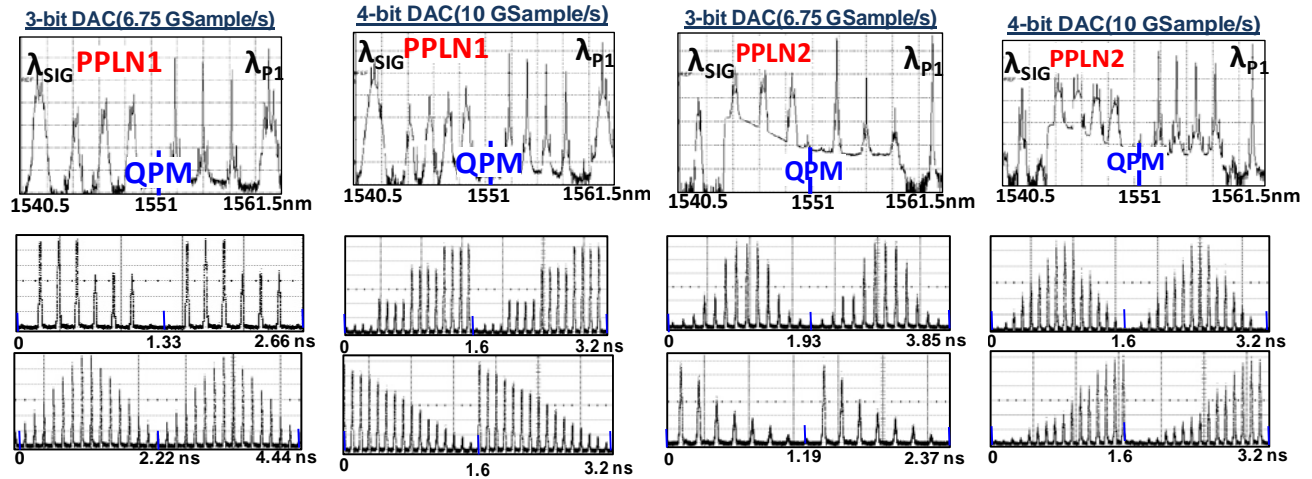 3-bit DAC(6.75 GSample/s)
4-bit DAC(10 GSample/s)
3-bit DAC(6.75 GSample/s)
4-bit DAC(10 GSample/s)
λSIG PPLN1 λP1
QPM
1540.5 1551 1561.5nm
λSIG PPLN1 λP1
QPM
1540.5 1551 1561.5nm
λSIG PPLN2 λP1
QPM
1540.5 1551 1561.5nm
λSIG PPLN2 λP1
QPM
1540.5 1551 1561.5nm
0 1.33 2.66 ns
0 1.6 3.2 ns
0 1.93 3.85 ns
0 1.6 3.2 ns
0 2.22 ns 4.44 ns
0 1.6 3.2 ns
0 1.19 2.37 ns
0 1.6 3.2 ns